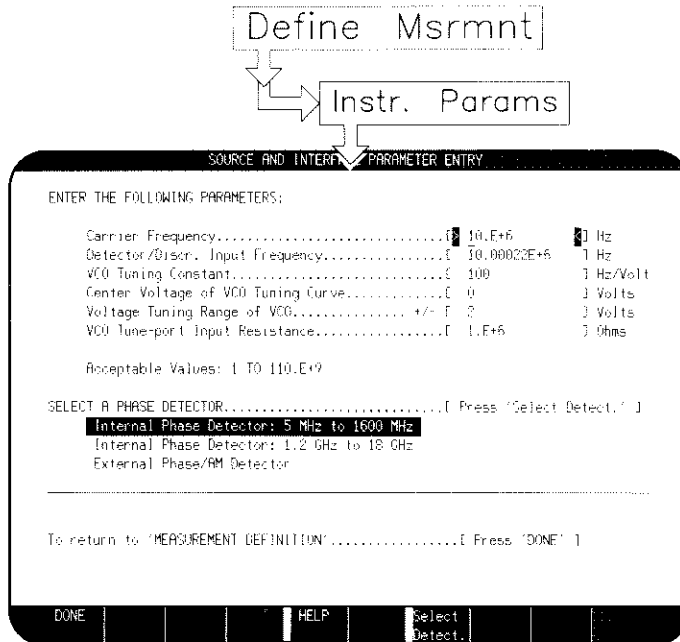 Define Msrmnt
Instr. Params
SOURCE AND PARAMETER ENTRY
ENTER THE FOLLOWING PARAMETERS:
Carrier Frequency....................[> 10.E+6 <] Hz
Detector/Discr. Input Frequency....................[ 10.00022E+6 ] Hz
VCO Tuning Constant....................[ 100 ] Hz/Volt
Center Voltage of VCO Tuning Curve..............[ 0 ] Volts
Voltage Tuning Range of VCO............... +/- [ 2 ] Volts
VCO Tune-port Input Resistance..................[ 1.E+6 ] Ohms
Acceptable Values: 1 TO 110.E+9
SELECT A PHASE DETECTOR..............................[ Press 'Select Detect.' ]
Internal Phase Detector: 5 MHz to 1600 MHz
Internal Phase Detector: 1.2 GHz to 18 GHz
External Phase/AM Detector
To return to 'MEASUREMENT DEFINITION'.................[ Press 'DONE' ]
DONE HELP Select
Detect.